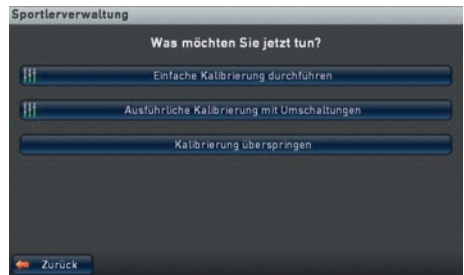 Sportlerverwaltung
Was möchten Sie jetzt tun?
Einfache Kalibrierung durchführen
Ausführliche Kalibrierung mit Umschaltungen
Kalibrierung überspringen
Zurück